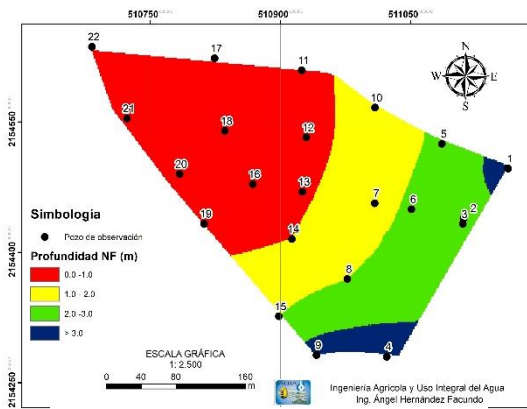 510750 510900 511050
22
17
11
N
W E
S
10
21
18
12
5
2154550
1
20
16
13
7
6
2
3
Simbología
19
Pozo de observación
14
Profundidad NF (m)
2154400
0.0 -1.0
8
1.0 - 2.0
2.0 -3.0
15
> 3.0
ESCALA GRÁFICA
1: 2.500
9
4
40 80 160
m
2154250
Ingeniería Agrícola y Uso Integral del Agua
Ing. Ángel Hernández Facundo